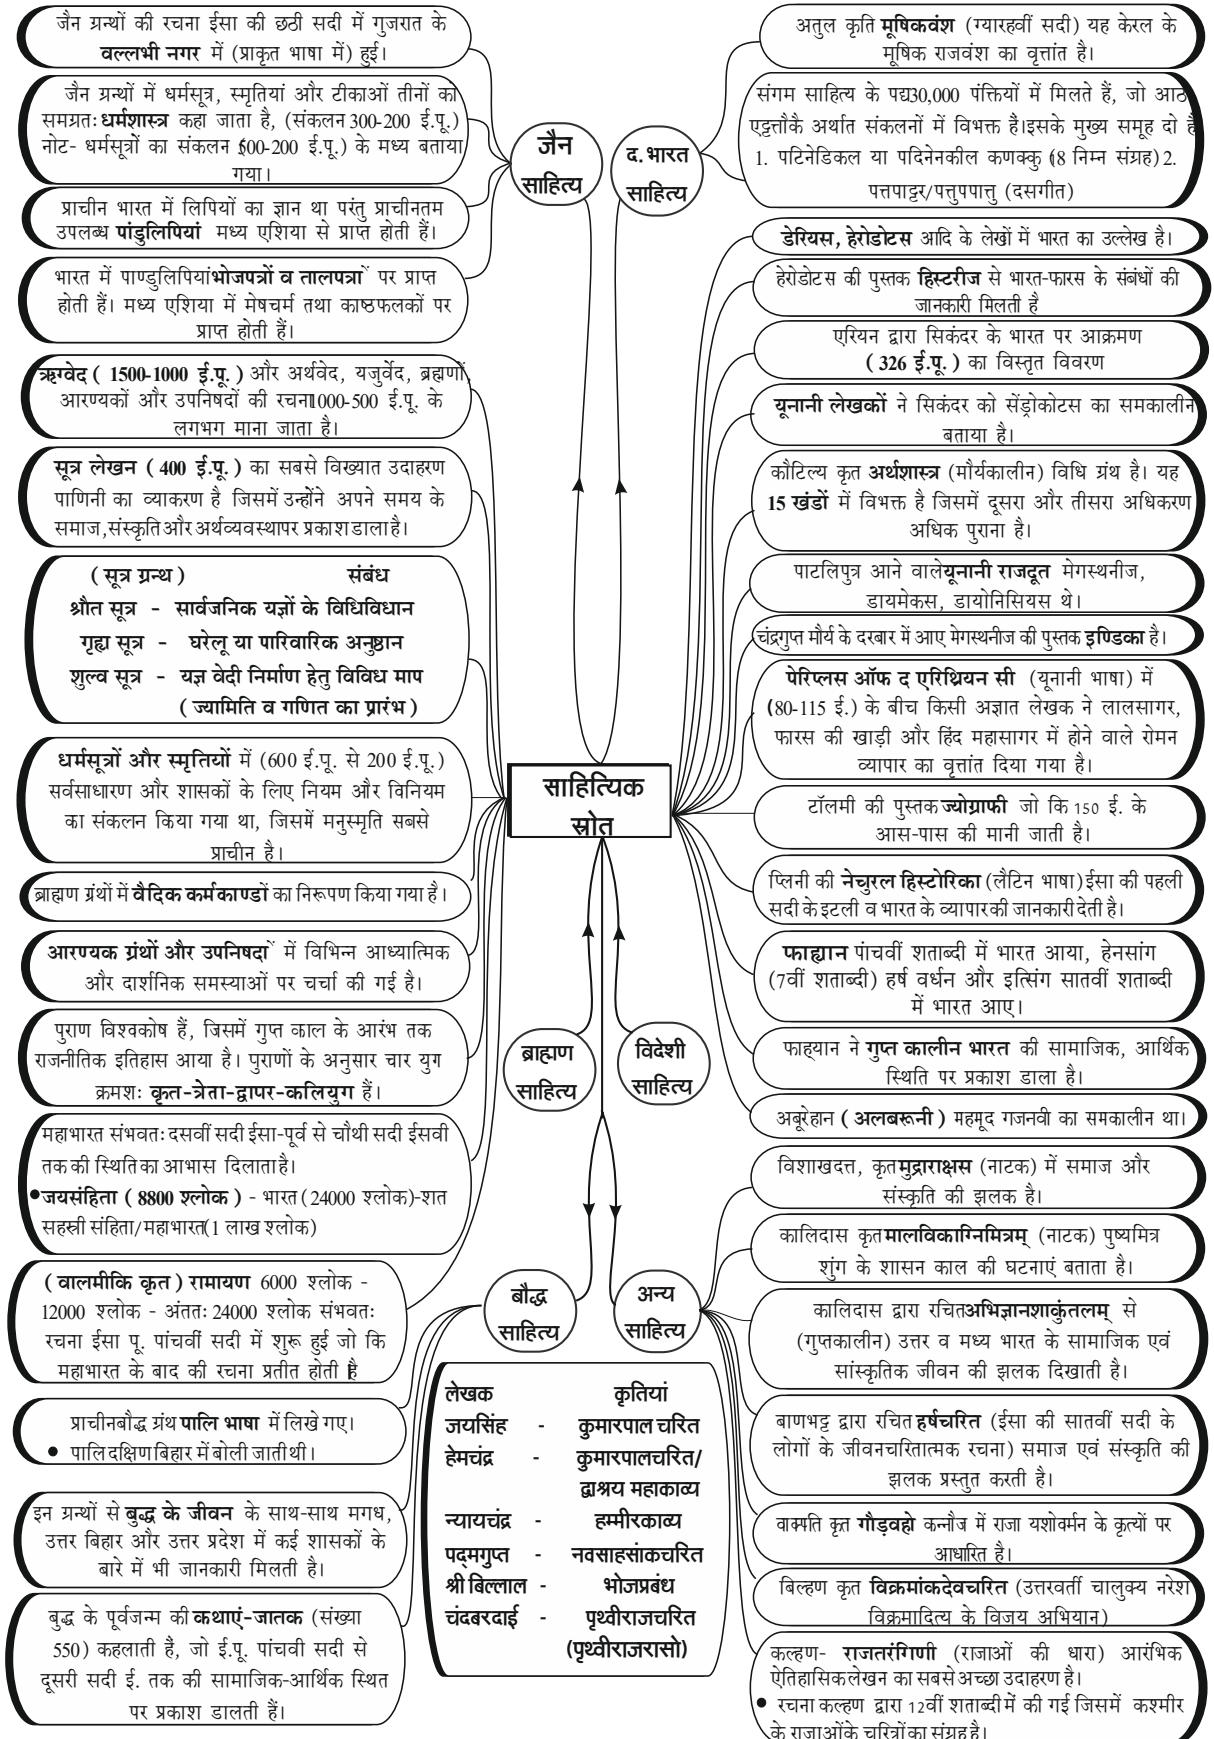 जैन ग्रन्थों की रचना ईसा की छठी सदी में गुजरात के
वल्लभी नगर में (प्राकृत भाषा में) हुई।
जैन ग्रन्थों में धर्मसूत्र, स्मृतियां और टीकाओं तीनों को
समग्रतः धर्मशास्त्र कहा जाता है, (संकलन 300-200 ई.पू.)
नोट- धर्मसूत्रों का संकलन (500-200 ई.पू.) के मध्य बताया
गया।
प्राचीन भारत में लिपियों का ज्ञान था परंतु प्राचीनतम
उपलब्ध पांडुलिपियां मध्य एशिया से प्राप्त होती हैं।
भारत में पाण्डुलिपियां भोजपत्रों व तालपत्रों पर प्राप्त
होती हैं। मध्य एशिया में मेषचर्म तथा काष्ठफलकों पर
प्राप्त होती हैं।
जैन
साहित्य
ऋग्वेद ( 1500-1000 ई.पू. ) और अर्थवेद, यजुर्वेद, ब्रह्मणों,
आरण्यकों और उपनिषदों की रचना 1000-500 ई.पू. के
लगभग माना जाता है।
सूत्र लेखन ( 400 ई.पू. ) का सबसे विख्यात उदाहरण
पाणिनी का व्याकरण है जिसमें उन्होंने अपने समय के
समाज,संस्कृति और अर्थव्यवस्था पर प्रकाश डाला है।
( सूत्र ग्रन्थ ) संबंध
श्रौत सूत्र - सार्वजनिक यज्ञों के विधिविधान
गृह्य सूत्र - घरेलू या पारिवारिक अनुष्ठान
शुल्व सूत्र - यज्ञ वेदी निर्माण हेतु विविध माप
( ज्यामिति व गणित का प्रारंभ )
धर्मसूत्रों और स्मृतियों में (600 ई.पू. से 200 ई.पू.)
सर्वसाधारण और शासकों के लिए नियम और विनियम
का संकलन किया गया था, जिसमें मनुस्मृति सबसे
प्राचीन है।
ब्राह्मण ग्रंथों में वैदिक कर्मकाण्डों का निरूपण किया गया है।
आरण्यक ग्रंथों और उपनिषदों में विभिन्न आध्यात्मिक
और दार्शनिक समस्याओं पर चर्चा की गई है।
पुराण विश्वकोष हैं, जिसमें गुप्त काल के आरंभ तक
राजनीतिक इतिहास आया है। पुराणों के अनुसार चार युग
क्रमशः कृत-त्रेता-द्वापर-कलियुग हैं।
महाभारत संभवतः दसवीं सदी ईसा-पूर्व से चौथी सदी ईसवी
तक की स्थिति का आभास दिलाता है।
• जयसंहिता ( 8800 श्लोक ) - भारत (24000 श्लोक)-शत
सहस्त्री संहिता/महाभारत (1 लाख श्लोक)
( वालमीकि कृत ) रामायण 6000 श्लोक -
12000 श्लोक - अंततः 24000 श्लोक संभवतः
रचना ईसा पू. पांचवीं सदी में शुरू हुई जो कि
महाभारत के बाद की रचना प्रतीत होती है
ब्राह्मण
साहित्य
प्राचीन बौद्ध ग्रंथ पालि भाषा में लिखे गए।
• पालि दक्षिण बिहार में बोली जाती थी।
इन ग्रन्थों से बुद्ध के जीवन के साथ-साथ मगध,
उत्तर बिहार और उत्तर प्रदेश में कई शासकों के
बारे में भी जानकारी मिलती है।
बुद्ध के पूर्वजन्म की कथाएं-जातक (संख्या
550) कहलाती हैं, जो ई.पू. पांचवी सदी से
दूसरी सदी ई. तक की सामाजिक-आर्थिक स्थित
पर प्रकाश डालती हैं।
बौद्ध
साहित्य
साहित्यिक
स्रोत
लेखक कृतियां
जयसिंह - कुमारपाल चरित
हेमचंद्र - कुमारपालचरित/
द्वाश्रय महाकाव्य
न्यायचंद्र - हम्मीरकाव्य
पद्मगुप्त - नवसाहसांकचरित
श्री बिल्लाल - भोजप्रबंध
चंदबरदाई - पृथ्वीराजचरित
(पृथ्वीराजरासो)
द. भारत
साहित्य
अतुल कृति मूषिकवंश (ग्यारहवीं सदी) यह केरल के
मूषिक राजवंश का वृत्तांत है।
संगम साहित्य के पद्य 30,000 पंक्तियों में मिलते हैं, जो आठ
एट्टत्तौकै अर्थात संकलनों में विभक्त है।इसके मुख्य समूह दो हैं
1. पटिनेडिकल या पदिनेनकील कणक्कु (18 निम्न संग्रह) 2.
पत्तपाट्टर/पत्तुपपात्तु (दसगीत)
डेरियस, हेरोडोटस आदि के लेखों में भारत का उल्लेख है।
हेरोडोटस की पुस्तक हिस्टरीज से भारत-फारस के संबंधों की
जानकारी मिलती है
एरियन द्वारा सिकंदर के भारत पर आक्रमण
( 326 ई.पू. ) का विस्तृत विवरण
यूनानी लेखकों ने सिकंदर को सेंड्रोकोटस का समकालीन
बताया है।
कौटिल्य कृत अर्थशास्त्र (मौर्यकालीन) विधि ग्रंथ है। यह
15 खंडों में विभक्त है जिसमें दूसरा और तीसरा अधिकरण
अधिक पुराना है।
पाटलिपुत्र आने वाले यूनानी राजदूत मेगस्थनीज,
डायमेकस, डायोनिसियस थे।
चंद्रगुप्त मौर्य के दरबार में आए मेगस्थनीज की पुस्तक इण्डिका है।
पेरिप्लस ऑफ द एरिथ्रियन सी (यूनानी भाषा) में
(80-115 ई.) के बीच किसी अज्ञात लेखक ने लालसागर,
फारस की खाड़ी और हिंद महासागर में होने वाले रोमन
व्यापार का वृत्तांत दिया गया है।
टॉलमी की पुस्तक ज्योग्राफी जो कि 150 ई. के
आस-पास की मानी जाती है।
प्लिनी की नेचुरल हिस्टोरिका (लैटिन भाषा) ईसा की पहली
सदी के इटली व भारत के व्यापार की जानकारी देती है।
फाह्यान पांचवीं शताब्दी में भारत आया, हेनसांग
(7वीं शताब्दी) हर्ष वर्धन और इत्सिंग सातवीं शताब्दी
में भारत आए।
फाह्यान ने गुप्त कालीन भारत की सामाजिक, आर्थिक
स्थिति पर प्रकाश डाला है।
अबूरेहान ( अलबरूनी ) महमूद गजनवी का समकालीन था।
विदेशी
साहित्य
विशाखदत्त, कृत मुद्राराक्षस (नाटक) में समाज और
संस्कृति की झलक है।
कालिदास कृत मालविकाग्निमित्रम् (नाटक) पुष्यमित्र
शुंग के शासन काल की घटनाएं बताता है।
कालिदास द्वारा रचित अभिज्ञानशाकुंतलम् से
(गुप्तकालीन) उत्तर व मध्य भारत के सामाजिक एवं
सांस्कृतिक जीवन की झलक दिखाती है।
बाणभट्ट द्वारा रचित हर्षचरित (ईसा की सातवीं सदी के
लोगों के जीवनचरितात्मक रचना) समाज एवं संस्कृति की
झलक प्रस्तुत करती है।
वाक्पति कृत गौड़वहो कन्नौज में राजा यशोवर्मन के कृत्यों पर
आधारित है।
बिल्हण कृत विक्रमांकदेवचरित (उत्तरवर्ती चालुक्य नरेश
विक्रमादित्य के विजय अभियान)
कल्हण- राजतरंगिणी (राजाओं की धारा) आरंभिक
ऐतिहासिक लेखन का सबसे अच्छा उदाहरण है।
• रचना कल्हण द्वारा 12वीं शताब्दी में की गई जिसमें कश्मीर
के राजाओं के चरित्रों का संग्रह है।
अन्य
साहित्य